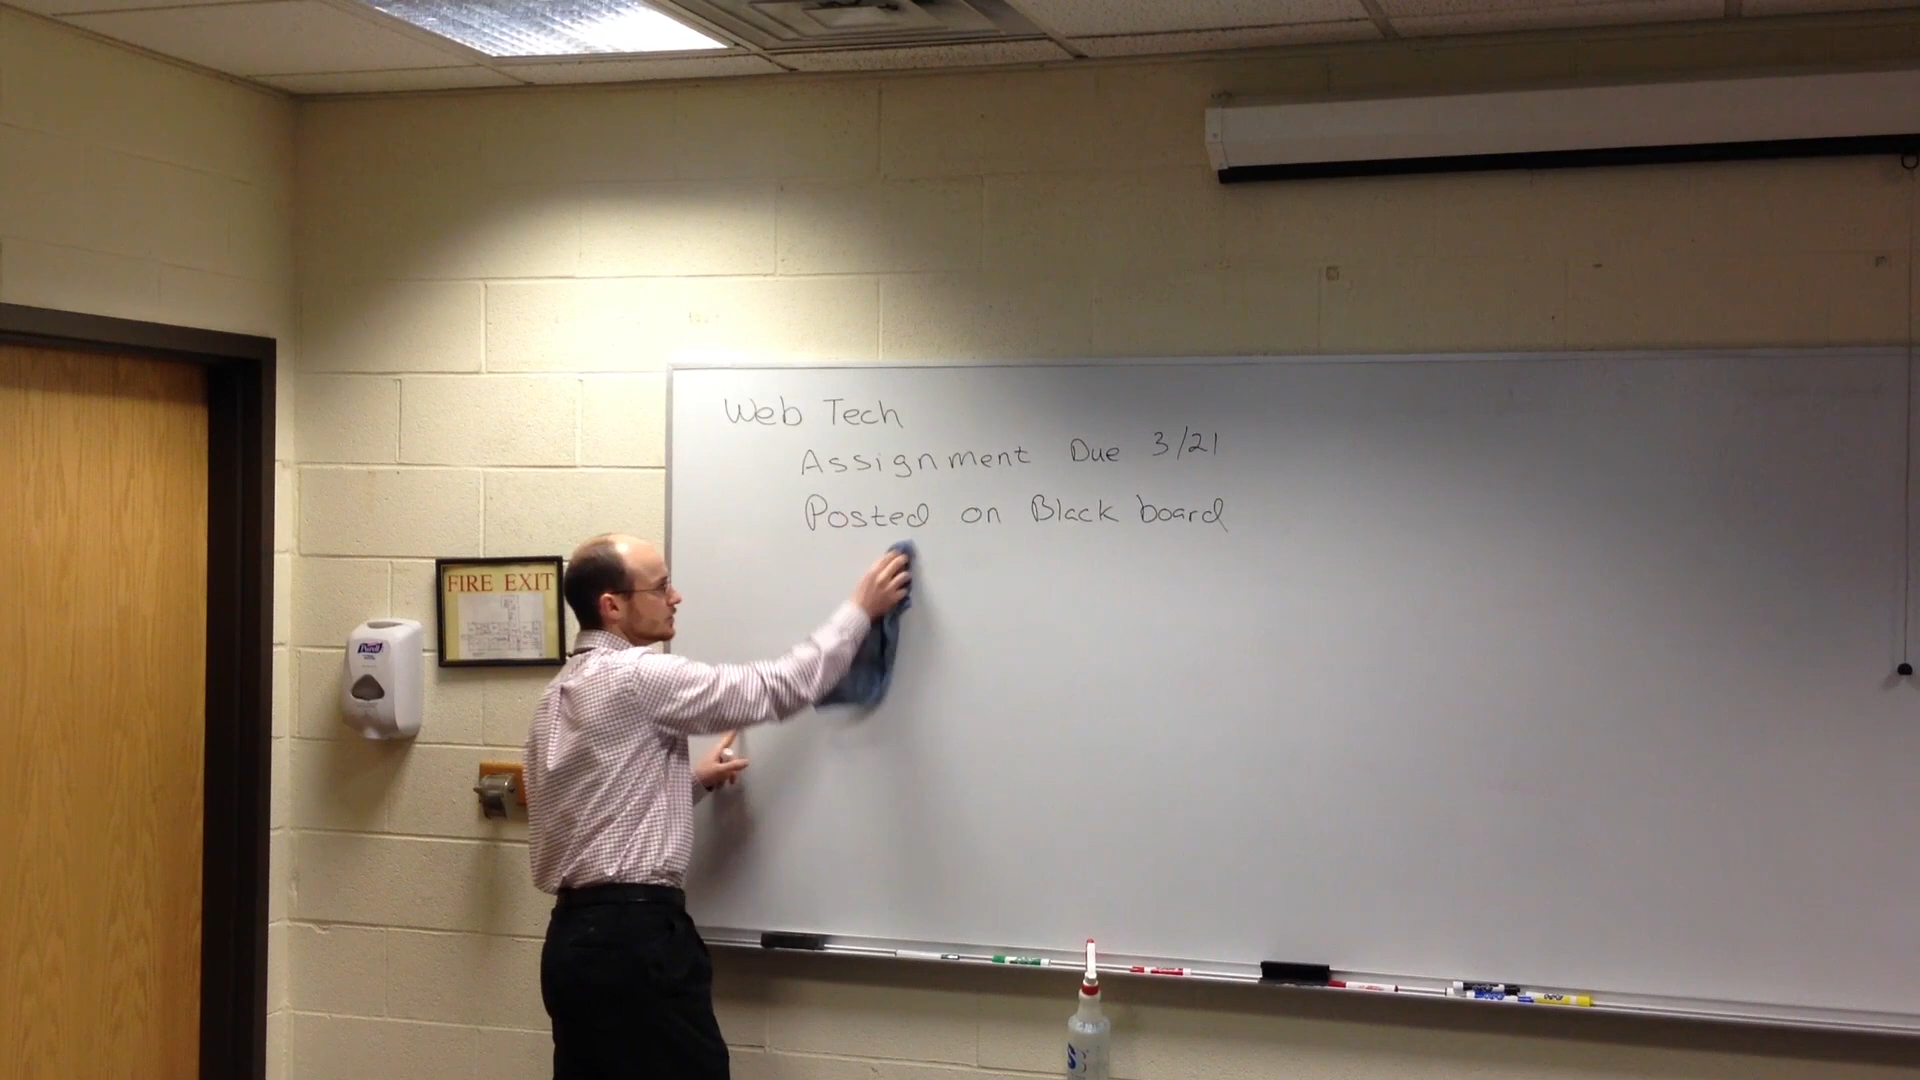 Web Tech
Assignment Due 3/21
Posted on Black board
FIRE EXIT
Purell